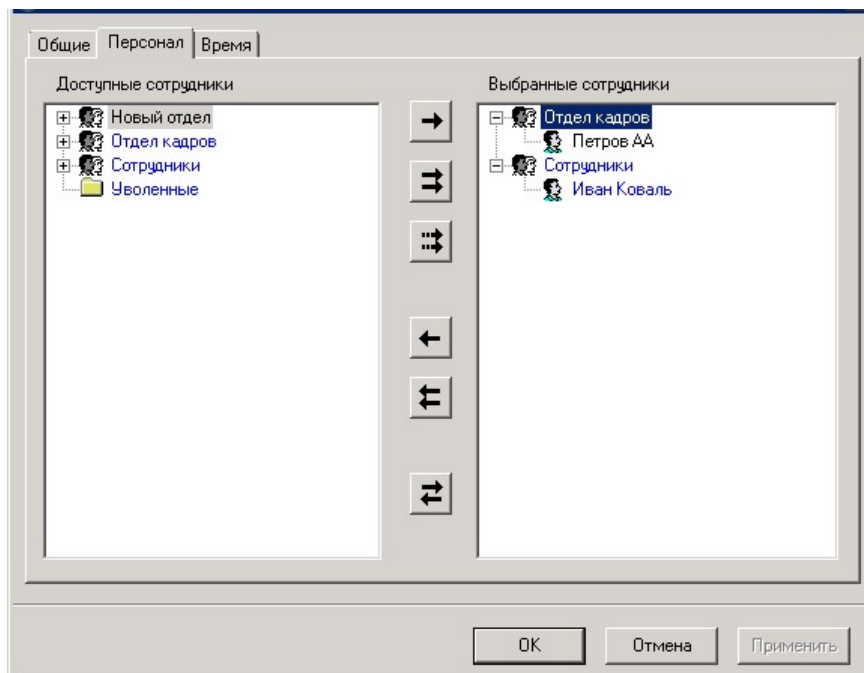 Общие
Персонал
Время
Доступные сотрудники
Новый отдел
Отдел кадров
Сотрудники
Уволенные
Выбранные сотрудники
Отдел кадров
Петров АА
Сотрудники
Иван Коваль
OK
Отмена
Применить